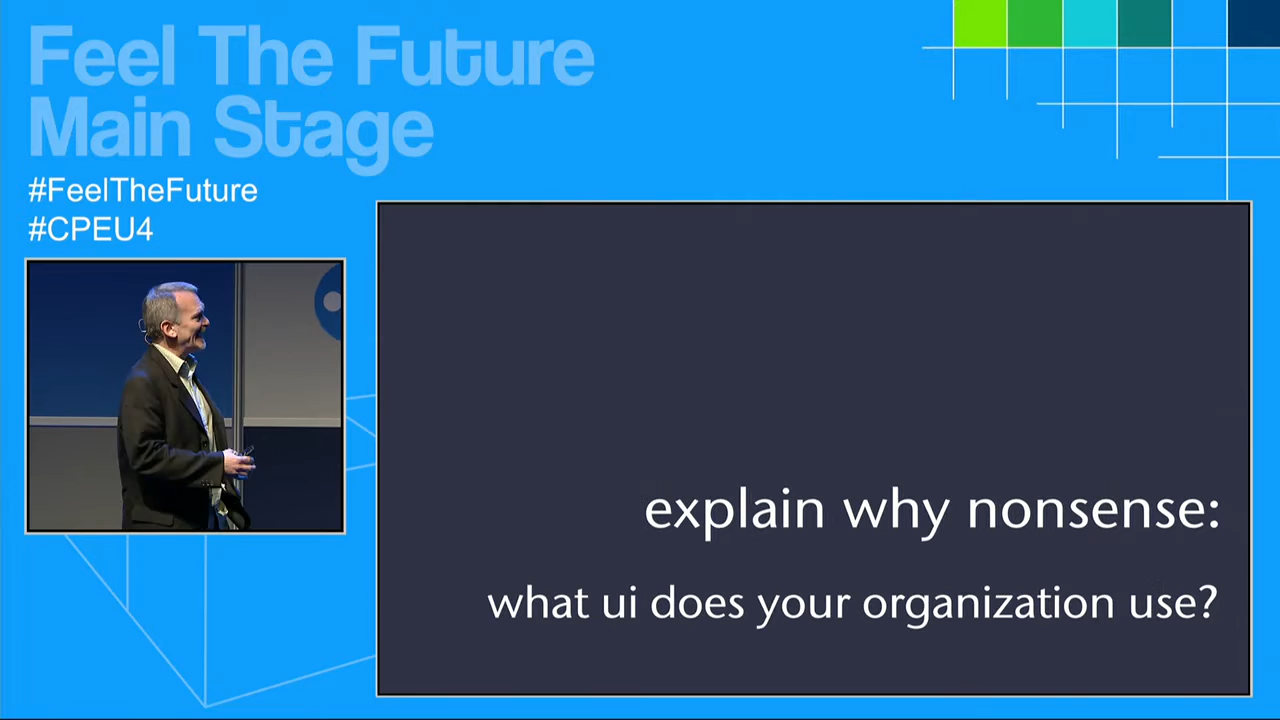 Feel The Future
Main Stage
#FeelTheFuture
#CPEU4
explain why nonsense:
what ui does your organization use?